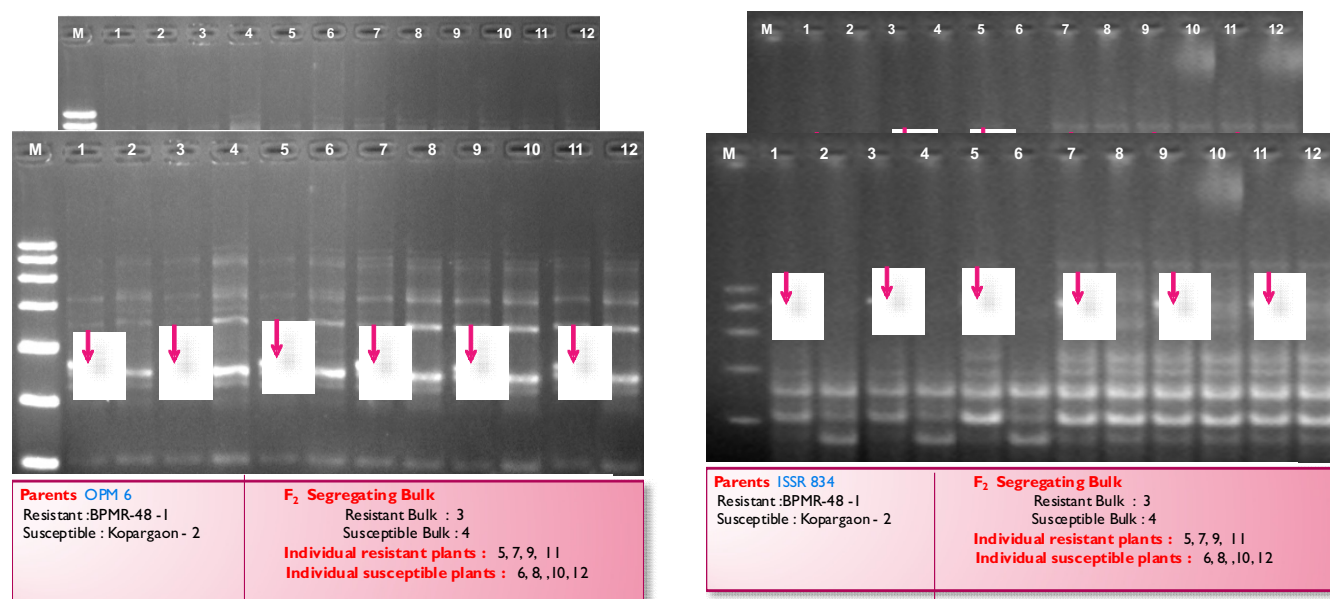 M 1 2 3 4 5 6 7 8 9 10 11 12
M 1 2 3 4 5 6 7 8 9 10 11 12
Parents OPM 6
Resistant :BPMR-48 -1
Susceptible : Kopargaon - 2
F2 Segregating Bulk
Resistant Bulk : 3
Susceptible Bulk : 4
Individual resistant plants : 5, 7, 9, 11
Individual susceptible plants : 6, 8, ,10, 12
M 1 2 3 4 5 6 7 8 9 10 11 12
M 1 2 3 4 5 6 7 8 9 10 11 12
Parents ISSR 834
Resistant :BPMR-48 -1
Susceptible : Kopargaon - 2
F2 Segregating Bulk
Resistant Bulk : 3
Susceptible Bulk : 4
Individual resistant plants : 5, 7, 9, 11
Individual susceptible plants : 6, 8, ,10, 12